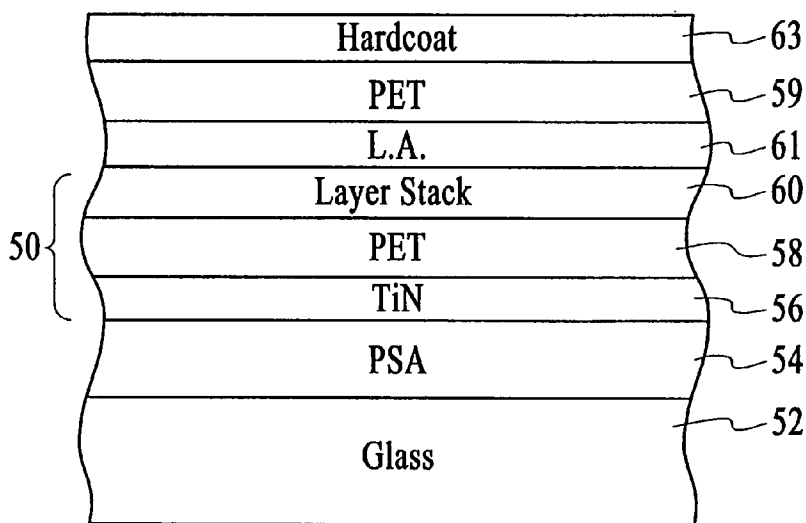 Hardcoat 63
PET 59
L.A. 61
Layer Stack 60
50
PET 58
TiN 56
PSA 54
52
Glass